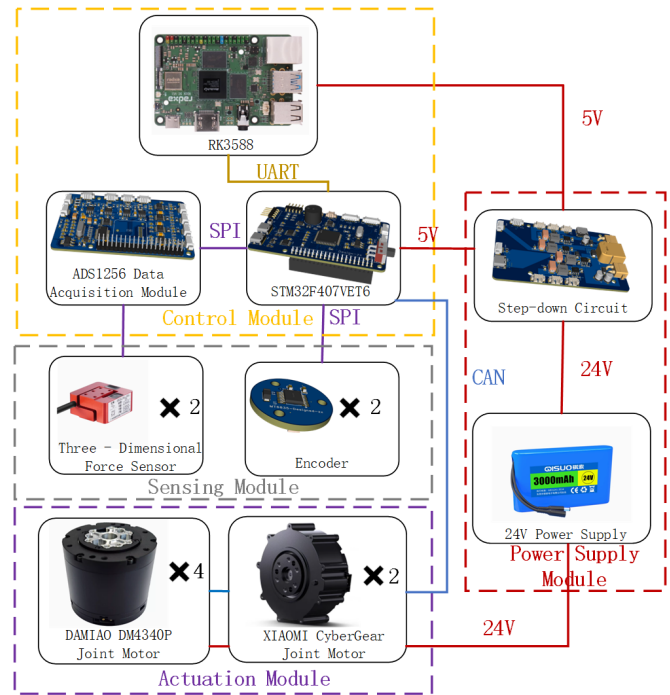 radxa
RK3588
5V
UART
SPI
5V
ADS1256 Data
Acquisition Module
STM32F407VET6
Step-down Circuit
Control Module
SPI
CAN
24V
× 2
× 2
Three - Dimensional
Force Sensor
Encoder
Sensing Module
QISUO
3000mAh
24V
24V Power Supply
Power Supply
Module
×4
×2
DAMIAO DM4340P
Joint Motor
XIAOMI CyberGear
Joint Motor
24V
Actuation Module